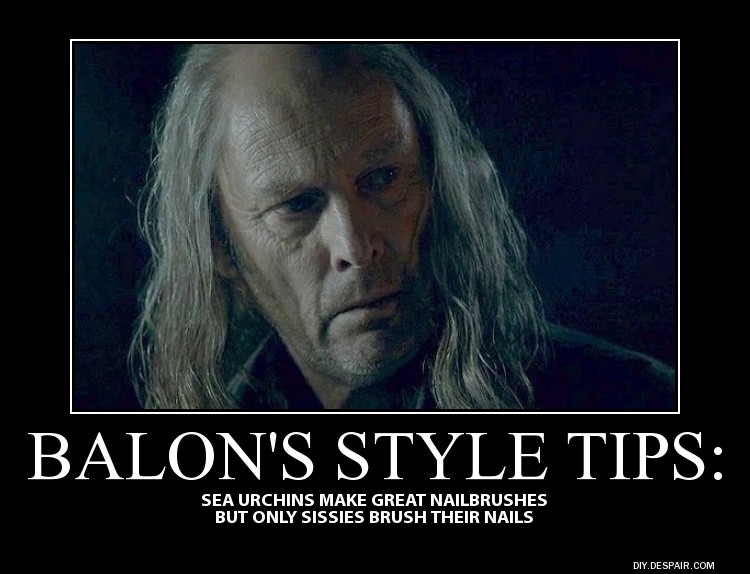 BALON'S STYLE TIPS:
SEA URCHINS MAKE GREAT NAILBRUSHES
BUT ONLY SISSIES BRUSH THEIR NAILS
DIY.DESPAIR.COM